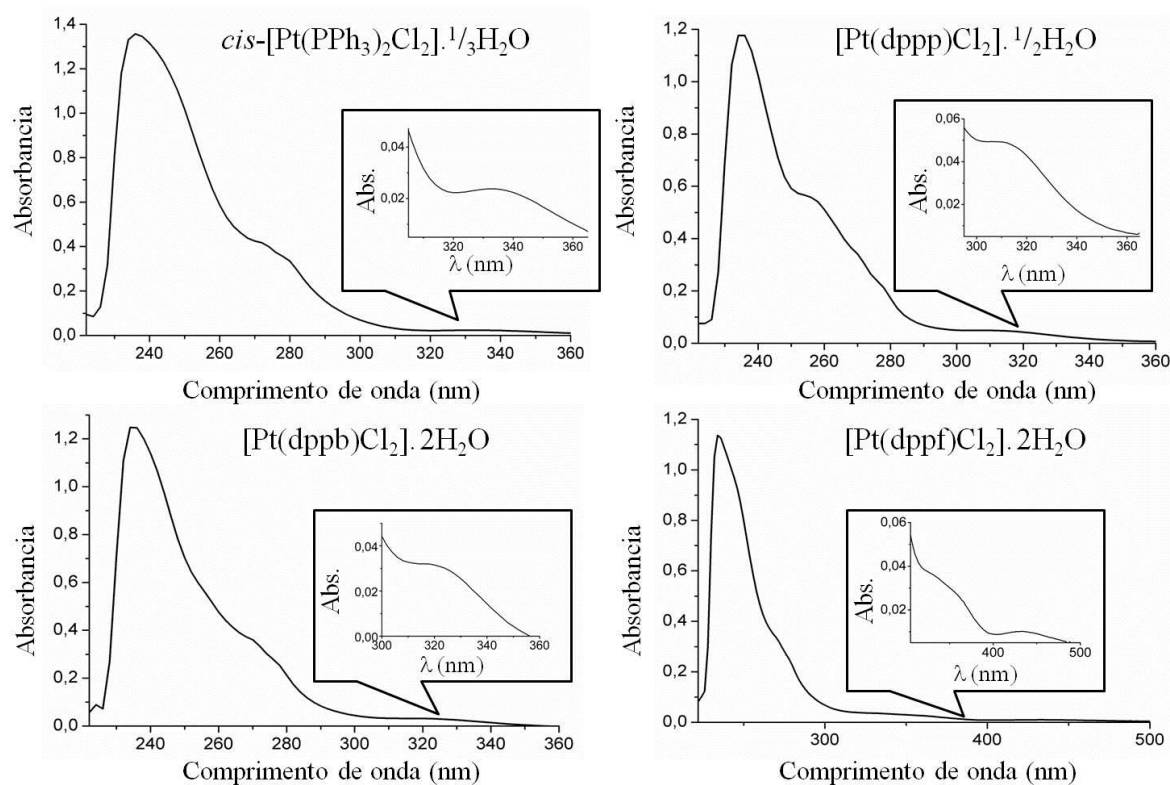 cis-[Pt(PPh₃)₂Cl₂].¹/₃H₂O
Absorbancia
1,4
1,2
1,0
0,8
0,6
0,4
0,2
0,0
240 260 280 300 320 340 360
Comprimento de onda (nm)
Abs.
0,04
0,02
320 340 360
λ (nm)
[Pt(dppp)Cl₂].¹/₂H₂O
Absorbancia
1,2
1,0
0,8
0,6
0,4
0,2
0,0
240 260 280 300 320 340 360
Comprimento de onda (nm)
Abs.
0,06
0,04
0,02
300 320 340 360
λ (nm)
[Pt(dppb)Cl₂].2H₂O
Absorbancia
1,2
1,0
0,8
0,6
0,4
0,2
0,0
240 260 280 300 320 340 360
Comprimento de onda (nm)
Abs.
0,04
0,02
0,00
300 320 340 360
λ (nm)
[Pt(dppf)Cl₂].2H₂O
Absorbancia
1,2
1,0
0,8
0,6
0,4
0,2
0,0
300 400 500
Comprimento de onda (nm)
Abs.
0,06
0,04
0,02
400 500
λ (nm)